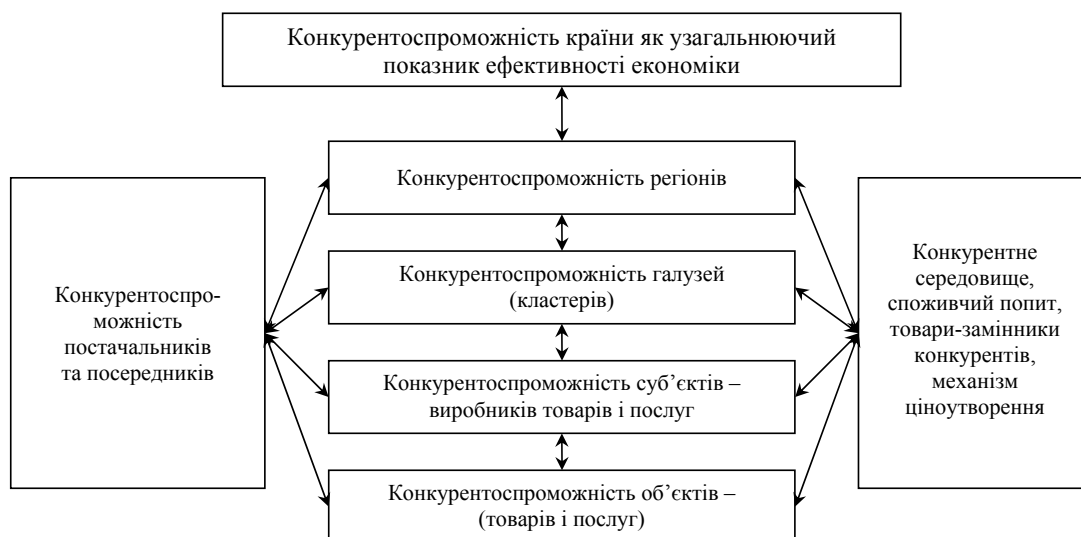 Конкурентоспроможність країни як узагальнюючий
показник ефективності економіки
Конкурентоспроможність регіонів
Конкурентоспроможність галузей
(кластерів)
Конкурентоспроможність суб’єктів –
виробників товарів і послуг
Конкурентоспроможність об’єктів –
(товарів і послуг)
Конкурентоспро-
можність
постачальників
та посередників
Конкурентне
середовище,
споживчий попит,
товари-замінники
конкурентів,
механізм
ціноутворення